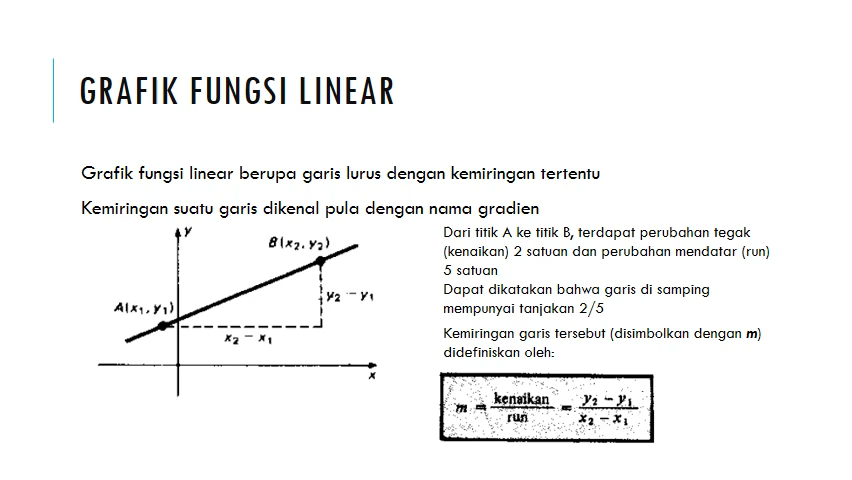 GRAFIK FUNGSI LINEAR
Grafik fungsi linear berupa garis lurus dengan kemiringan tertentu
Kemiringan suatu garis dikenal pula dengan nama gradien
y
B(x₂, y₂)
A(x₁, y₁)
y₂ − y₁
x₂ − x₁
x
Dari titik A ke titik B, terdapat perubahan tegak
(kenaikan) 2 satuan dan perubahan mendatar (run)
5 satuan
Dapat dikatakan bahwa garis di samping
mempunyai tanjakan 2/5
Kemiringan garis tersebut (disimbolkan dengan m)
didefiniskan oleh:
m = kenaikan / run = y₂ − y₁ / x₂ − x₁